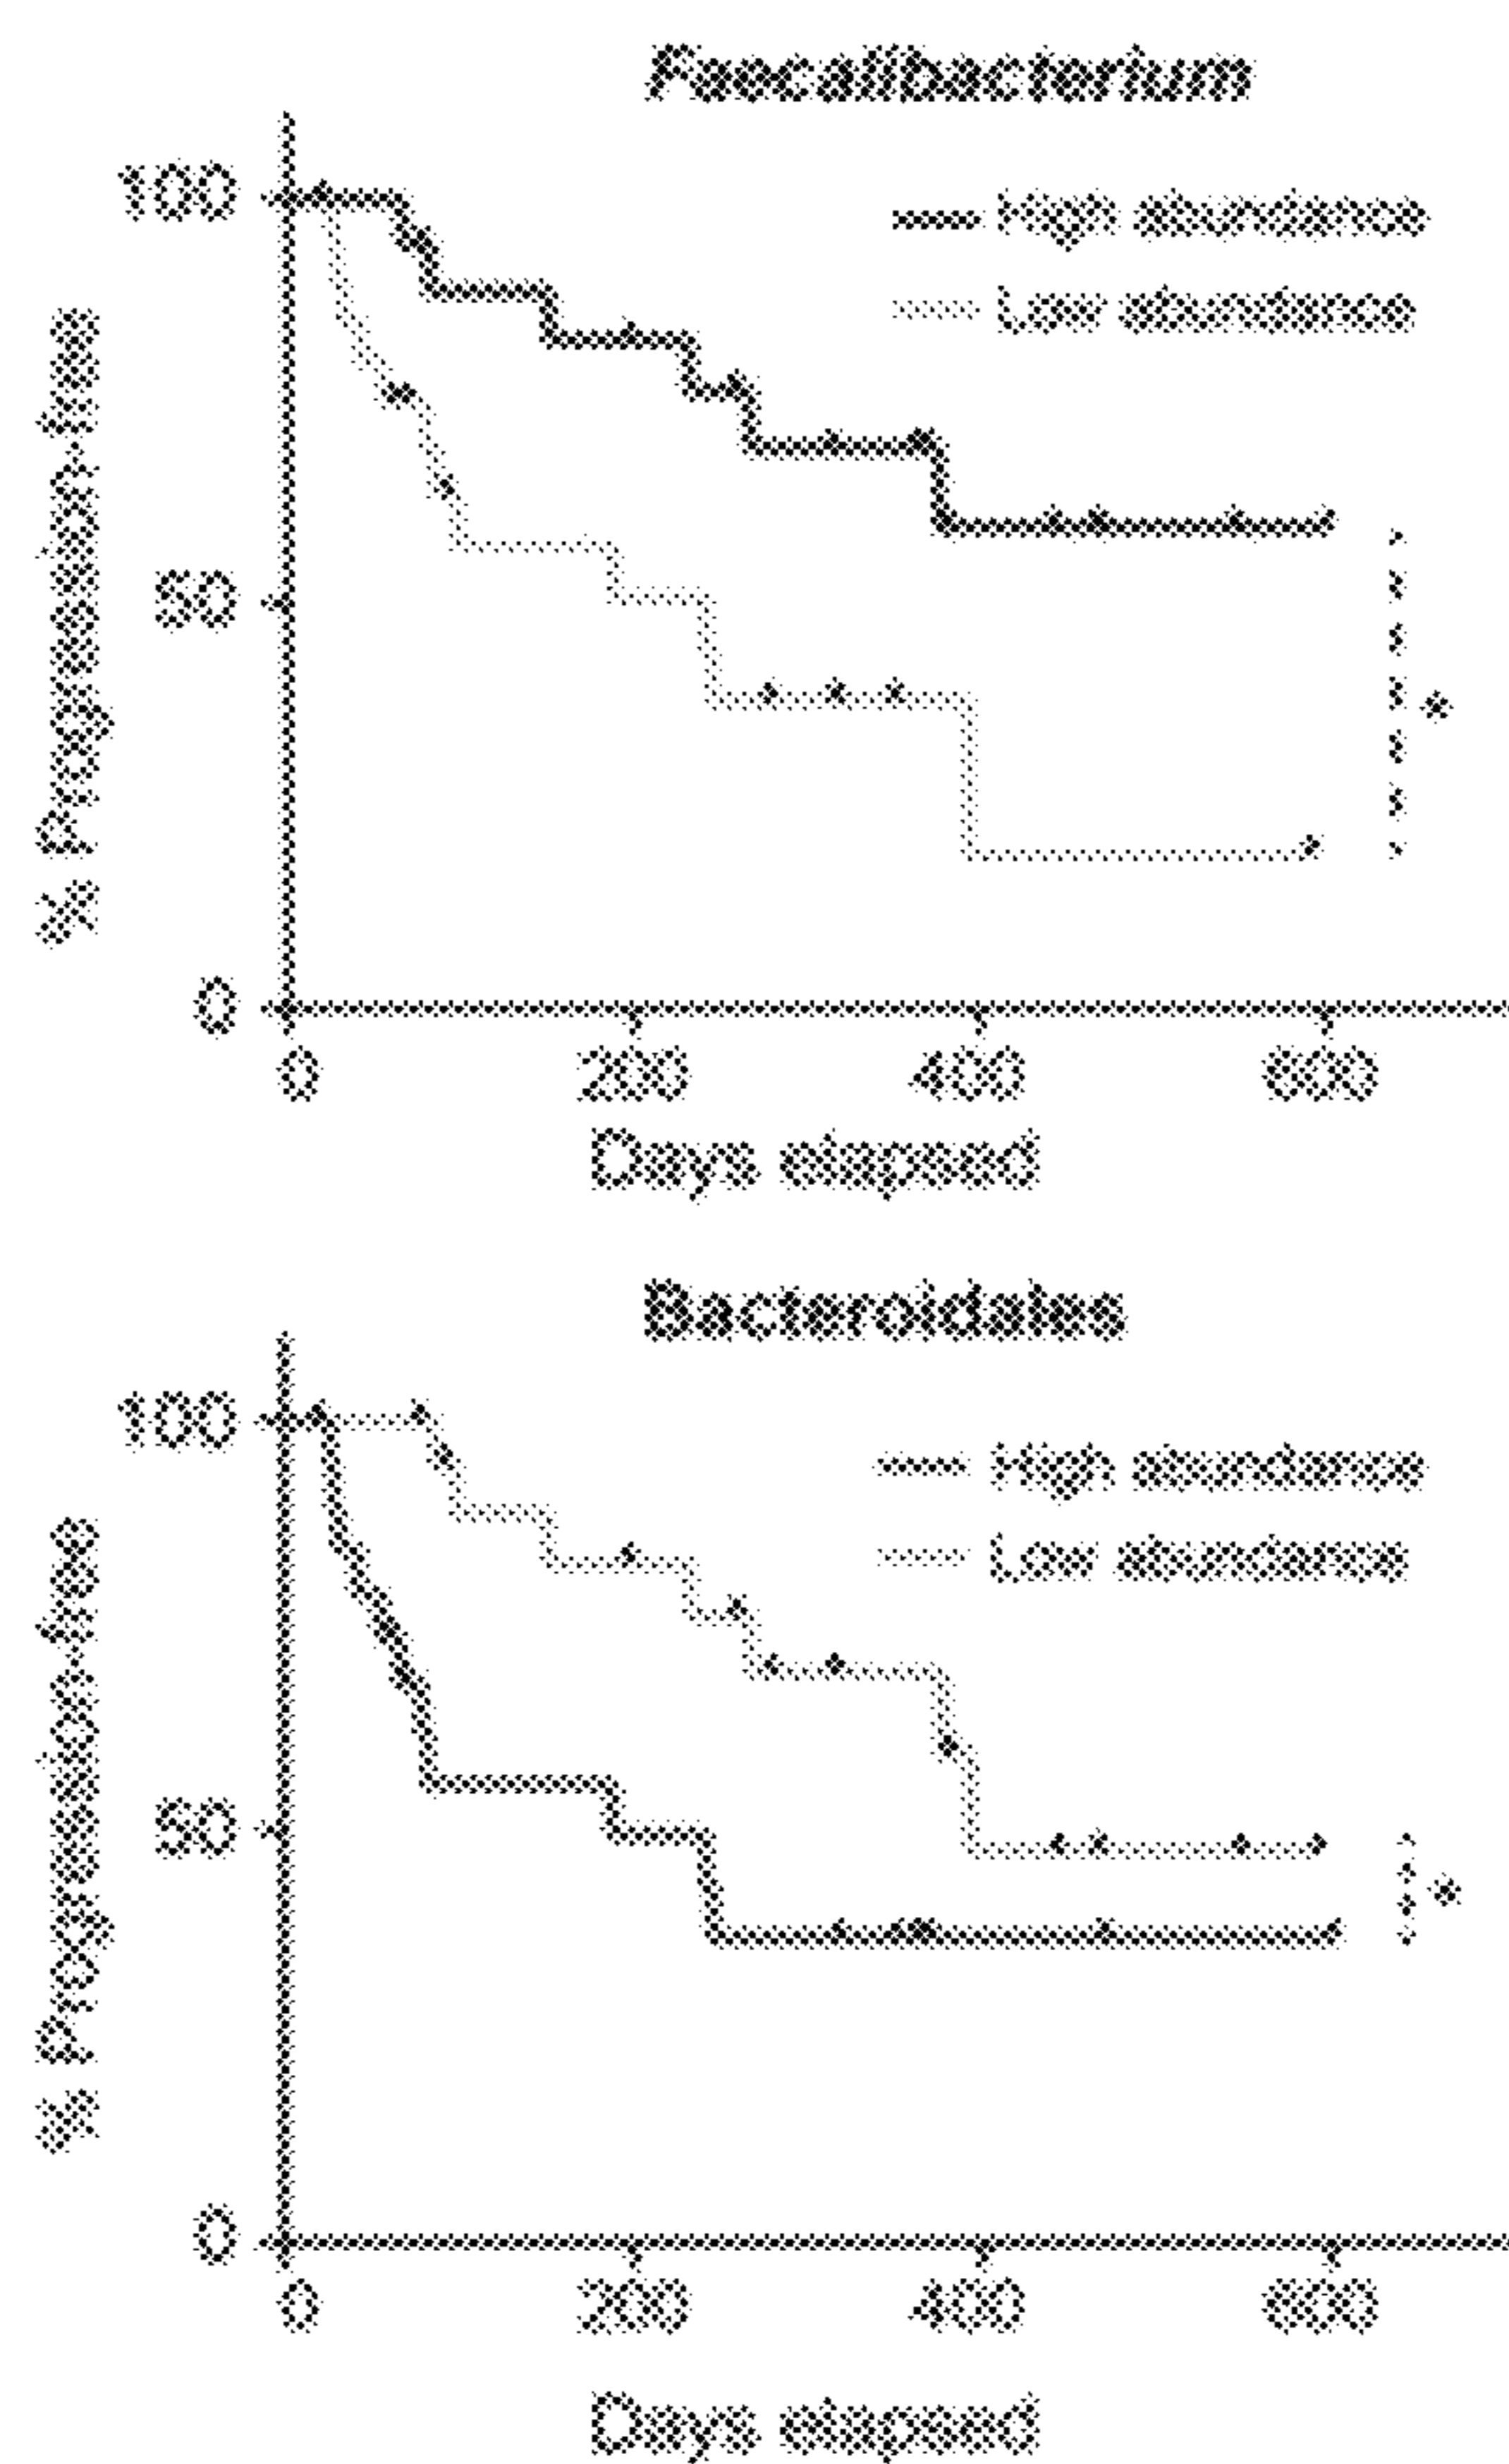 Faecalibacterium
100
50
0
% Progression-free
High abundance
Low abundance
*
0 200 400 600
Days elapsed
Bacteroidales
100
50
0
% Progression-free
High abundance
Low abundance
*
0 200 400 600
Days elapsed